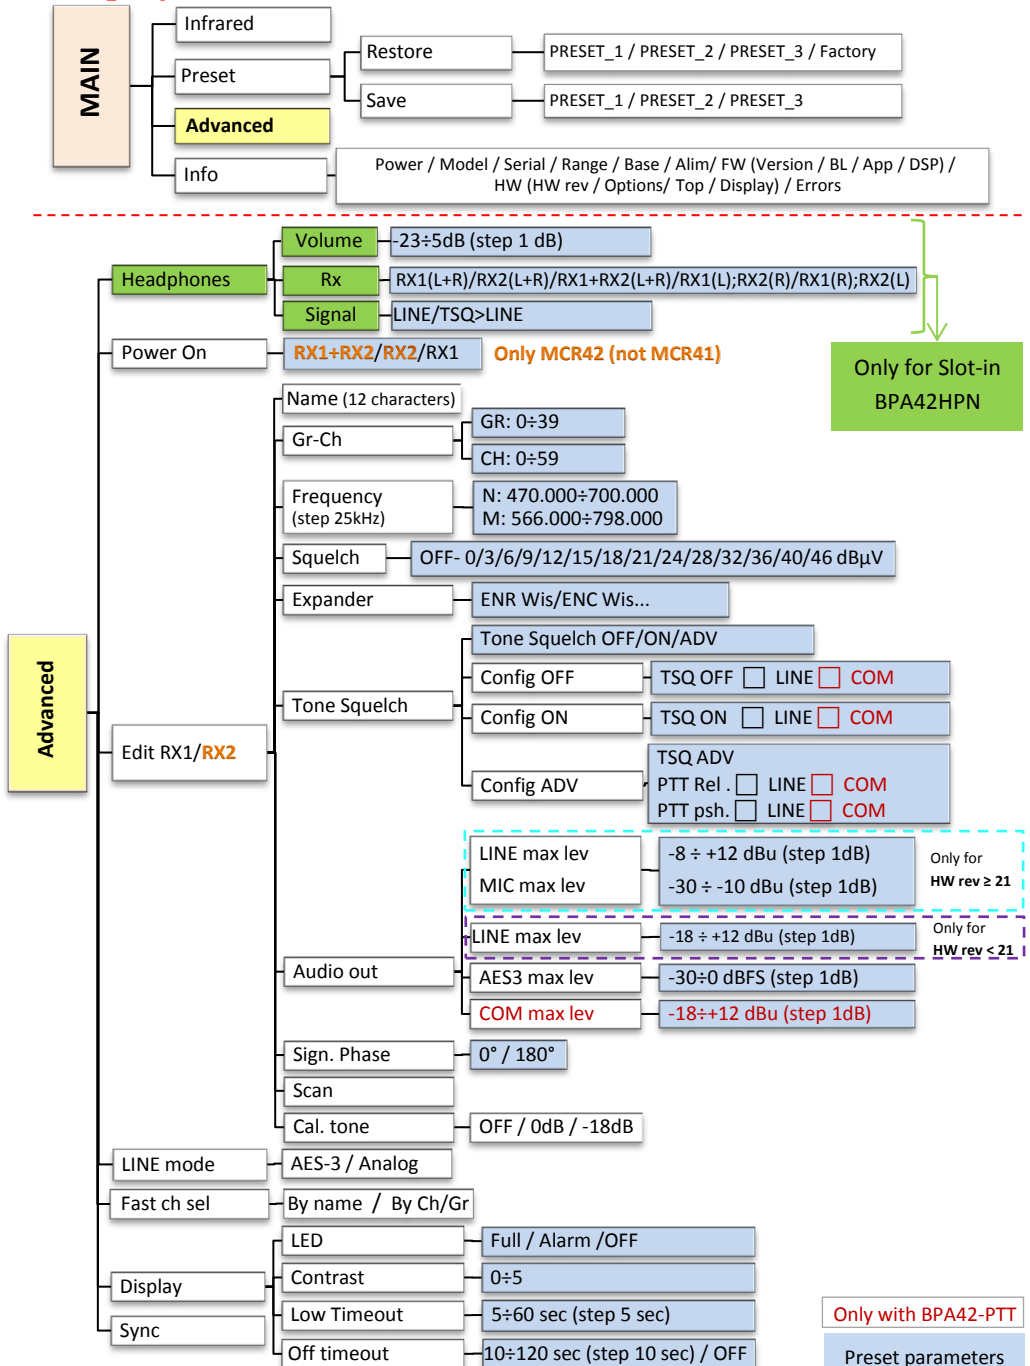 MAIN
Infrared
Preset
Restore
PRESET_1 / PRESET_2 / PRESET_3 / Factory
Save
PRESET_1 / PRESET_2 / PRESET_3
Advanced
Info
Power / Model / Serial / Range / Base / Alim/ FW (Version / BL / App / DSP) /
HW (HW rev / Options/ Top / Display) / Errors
Advanced
Headphones
Volume
-23÷5dB (step 1 dB)
Rx
RX1(L+R)/RX2(L+R)/RX1+RX2(L+R)/RX1(L);RX2(R)/RX1(R);RX2(L)
Signal
LINE/TSQ>LINE
Only for Slot-in
BPA42HPN
Power On
RX1+RX2/RX2/RX1
Only MCR42 (not MCR41)
Edit RX1/RX2
Name (12 characters)
Gr-Ch
GR: 0÷39
CH: 0÷59
Frequency
(step 25kHz)
N: 470.000÷700.000
M: 566.000÷798.000
Squelch
OFF- 0/3/6/9/12/15/18/21/24/28/32/36/40/46 dBµV
Expander
ENR Wis/ENC Wis...
Tone Squelch
Tone Squelch OFF/ON/ADV
Config OFF
TSQ OFF LINE COM
Config ON
TSQ ON LINE COM
Config ADV
TSQ ADV
PTT Rel . LINE COM
PTT psh. LINE COM
Audio out
LINE max lev
-8 ÷ +12 dBu (step 1dB)
MIC max lev
-30 ÷ -10 dBu (step 1dB)
Only for
HW rev ≥ 21
LINE max lev
-18 ÷ +12 dBu (step 1dB)
Only for
HW rev < 21
AES3 max lev
-30÷0 dBFS (step 1dB)
COM max lev
-18÷+12 dBu (step 1dB)
Sign. Phase
0° / 180°
Scan
Cal. tone
OFF / 0dB / -18dB
LINE mode
AES-3 / Analog
Fast ch sel
By name / By Ch/Gr
Display
LED
Full / Alarm /OFF
Contrast
0÷5
Low Timeout
5÷60 sec (step 5 sec)
Off timeout
10÷120 sec (step 10 sec) / OFF
Sync
Only with BPA42-PTT
Preset parameters